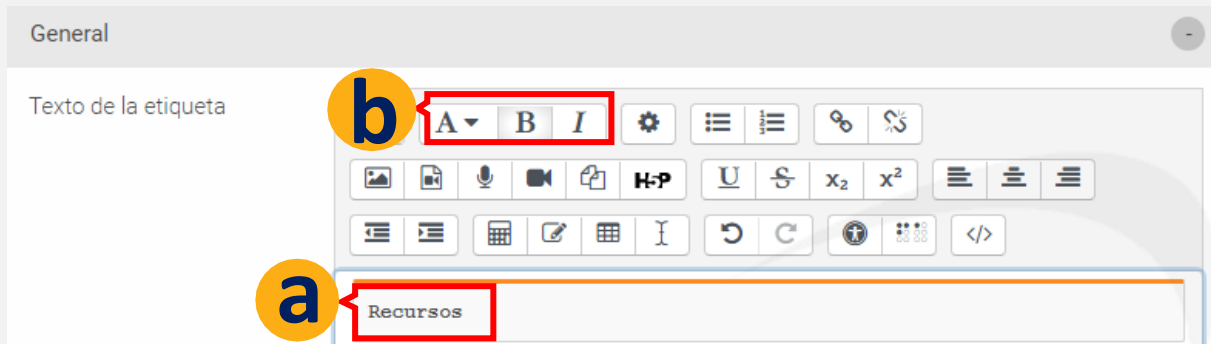 General
-
Texto de la etiqueta
b
A B I
H-P U S x₂ x²
</>
a
Recursos